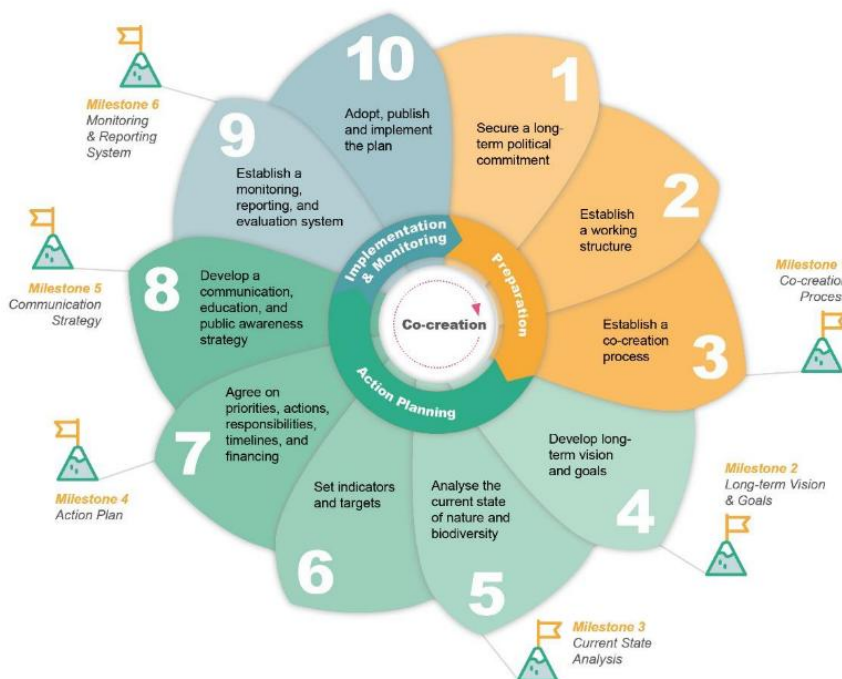 10
Adopt, publish
and implement
the plan
1
Secure a long-
term political
commitment
2
Establish
a working
structure
3
Establish a
co-creation
process
4
Develop long-
term vision
and goals
5
Analyse the
current state
of nature and
biodiversity
6
Set indicators
and targets
7
Agree on
priorities, actions,
responsibilities,
timelines, and
financing
8
Develop a
communication,
education, and
public awareness
strategy
9
Establish a
monitoring,
reporting, and
evaluation system
Implementation
& Monitoring
Preparation
Action Planning
Co-creation
Milestone
Co-creation
Process
Milestone 2
Long-term Vision
& Goals
Milestone 3
Current State
Analysis
Milestone 4
Action Plan
Milestone 5
Communication
Strategy
Milestone 6
Monitoring
& Reporting
System